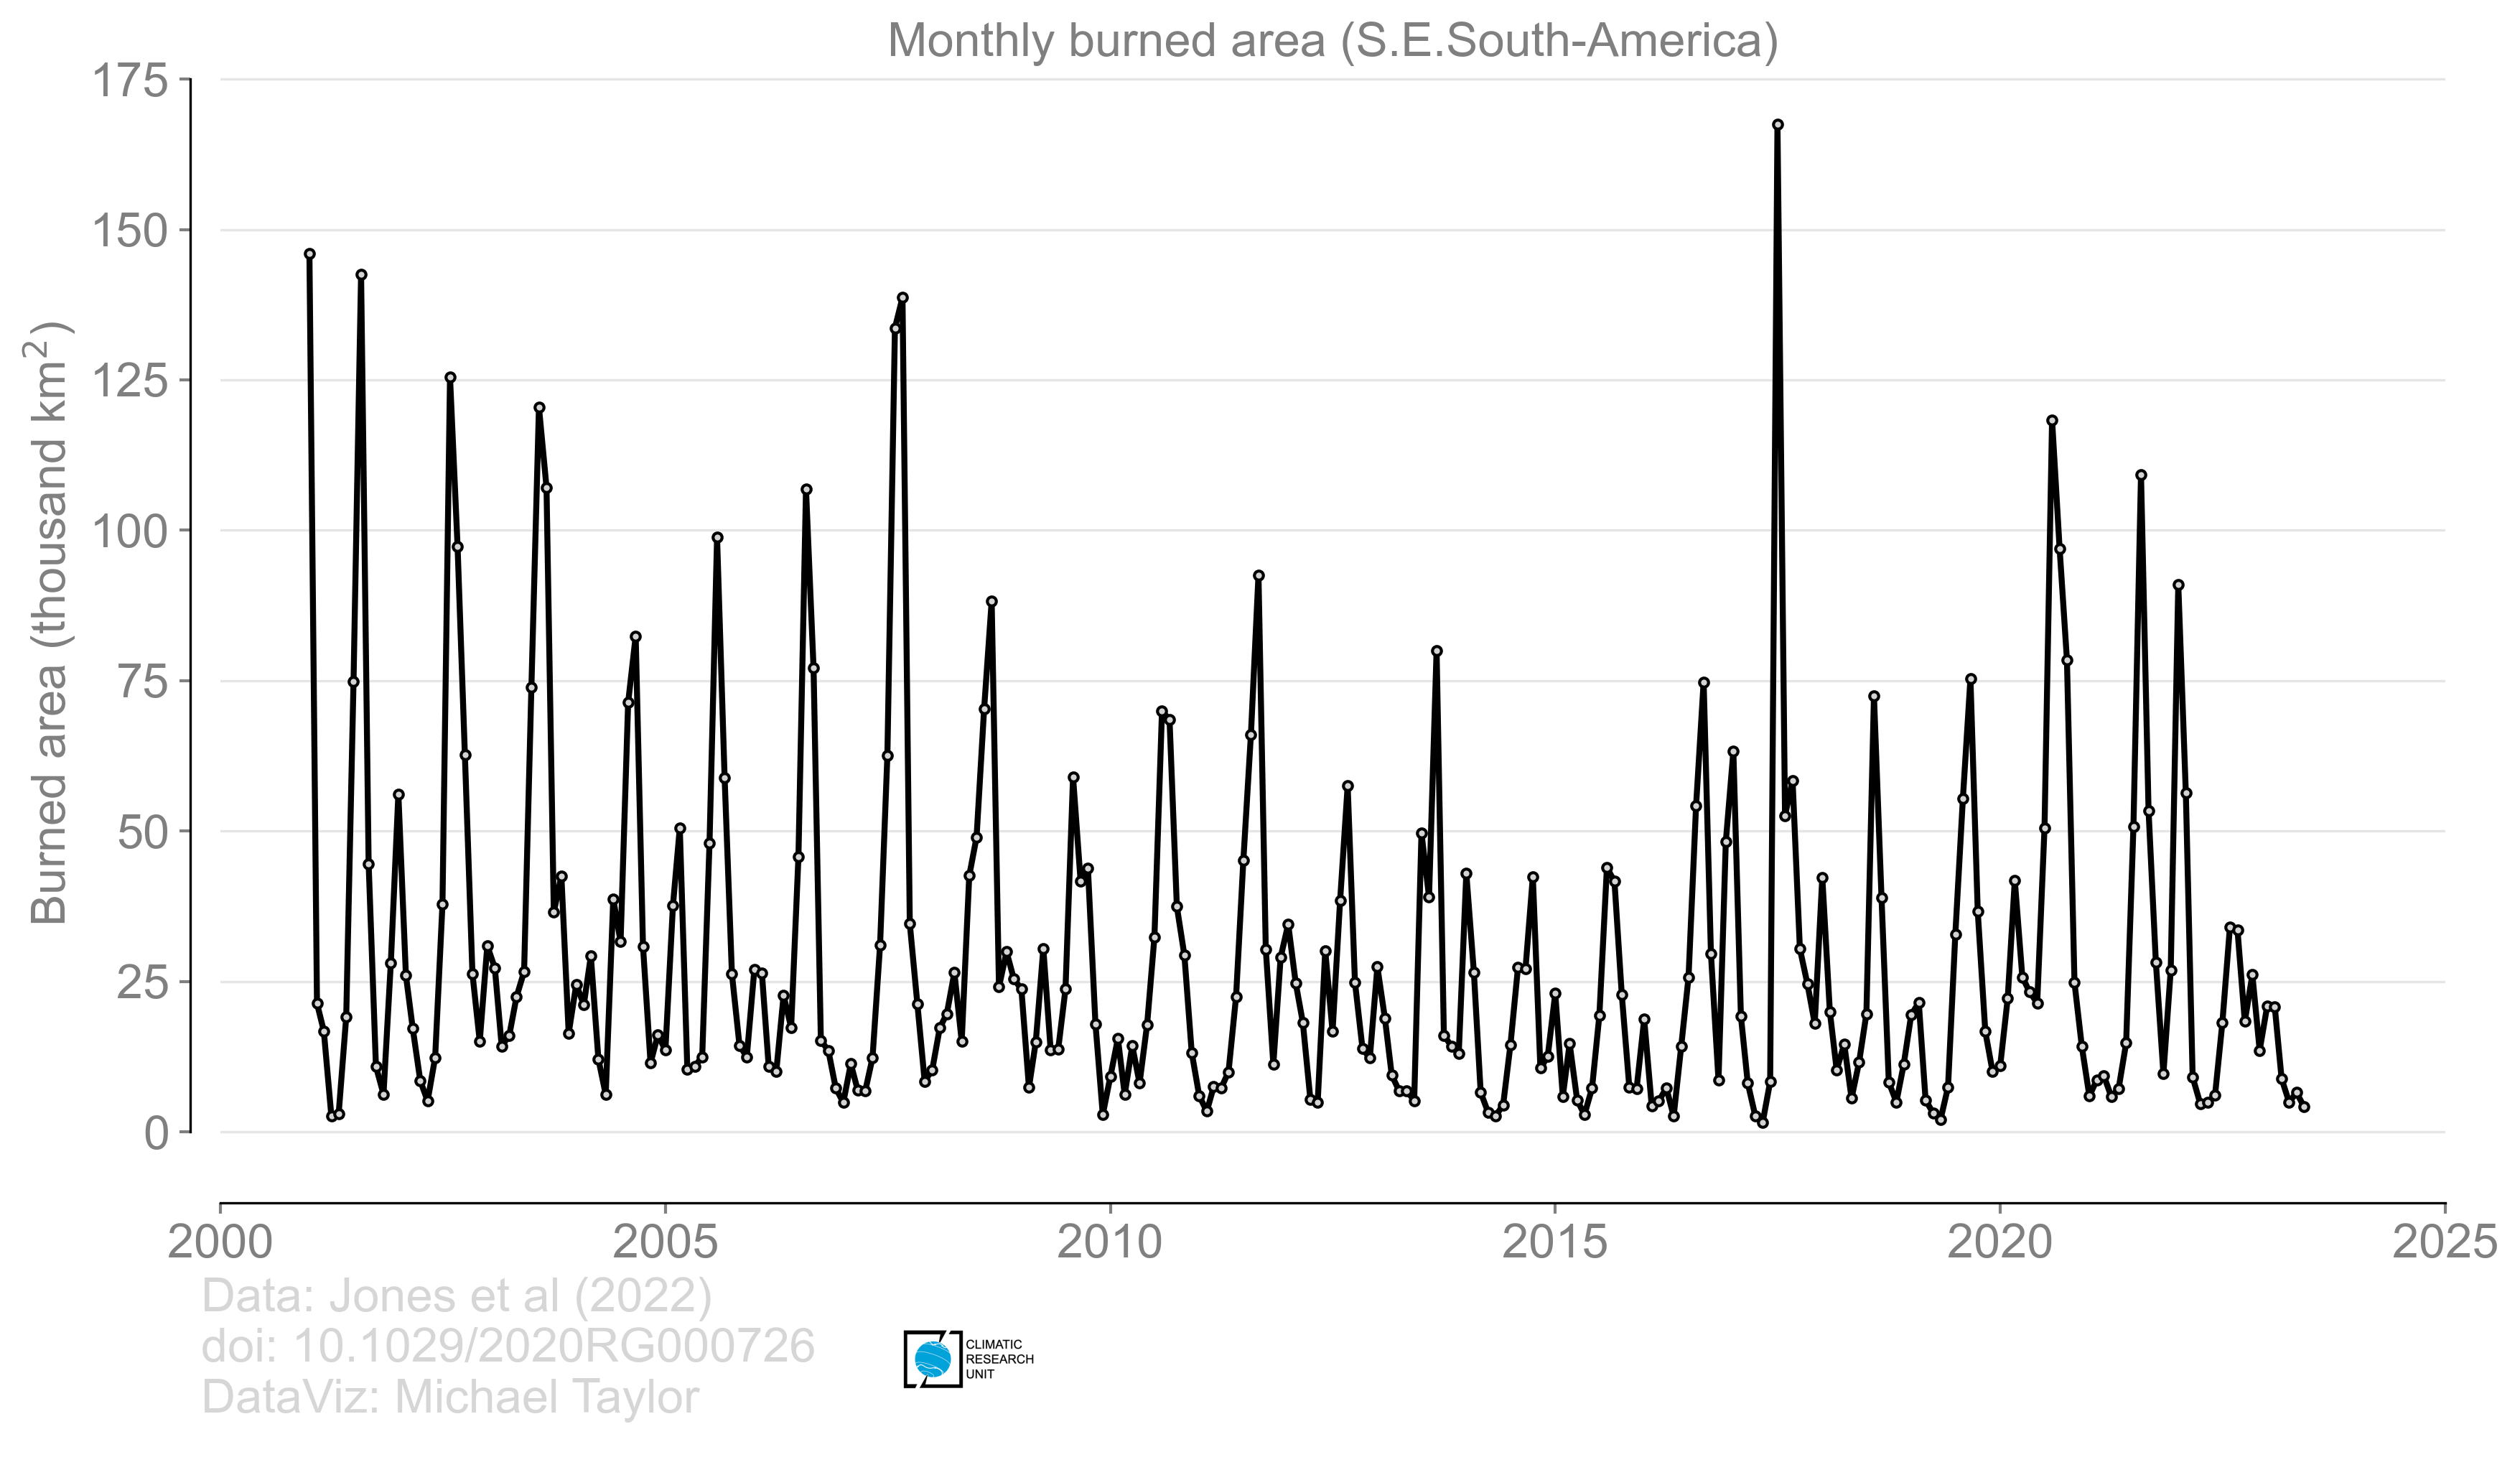 Monthly burned area (S.E.South-America)
175
150
125
100
75
50
25
0
Burned area (thousand km²)
2000 2005 2010 2015 2020 2025
Data: Jones et al (2022)
doi: 10.1029/2020RG000726
DataViz: Michael Taylor
CLIMATIC
RESEARCH
UNIT